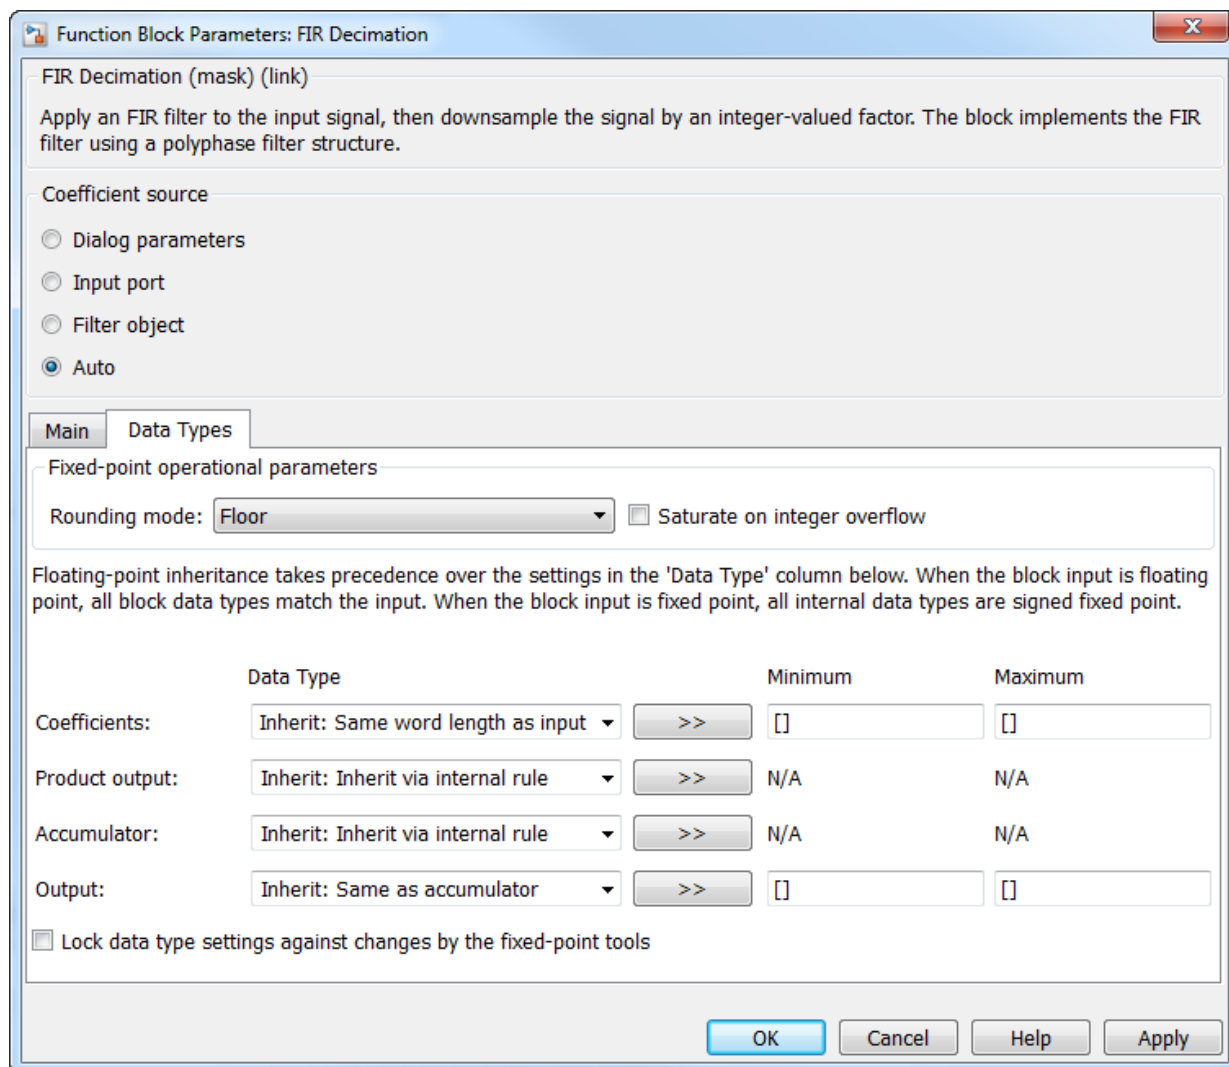 Function Block Parameters: FIR Decimation
FIR Decimation (mask) (link)
Apply an FIR filter to the input signal, then downsample the signal by an integer-valued factor. The block implements the FIR
filter using a polyphase filter structure.
Coefficient source
Dialog parameters
Input port
Filter object
Auto
Main Data Types
Fixed-point operational parameters
Rounding mode: Floor Saturate on integer overflow
Floating-point inheritance takes precedence over the settings in the 'Data Type' column below. When the block input is floating
point, all block data types match the input. When the block input is fixed point, all internal data types are signed fixed point.
Data Type Minimum Maximum
Coefficients: Inherit: Same word length as input >> [] []
Product output: Inherit: Inherit via internal rule >> N/A N/A
Accumulator: Inherit: Inherit via internal rule >> N/A N/A
Output: Inherit: Same as accumulator >> [] []
Lock data type settings against changes by the fixed-point tools
OK Cancel Help Apply